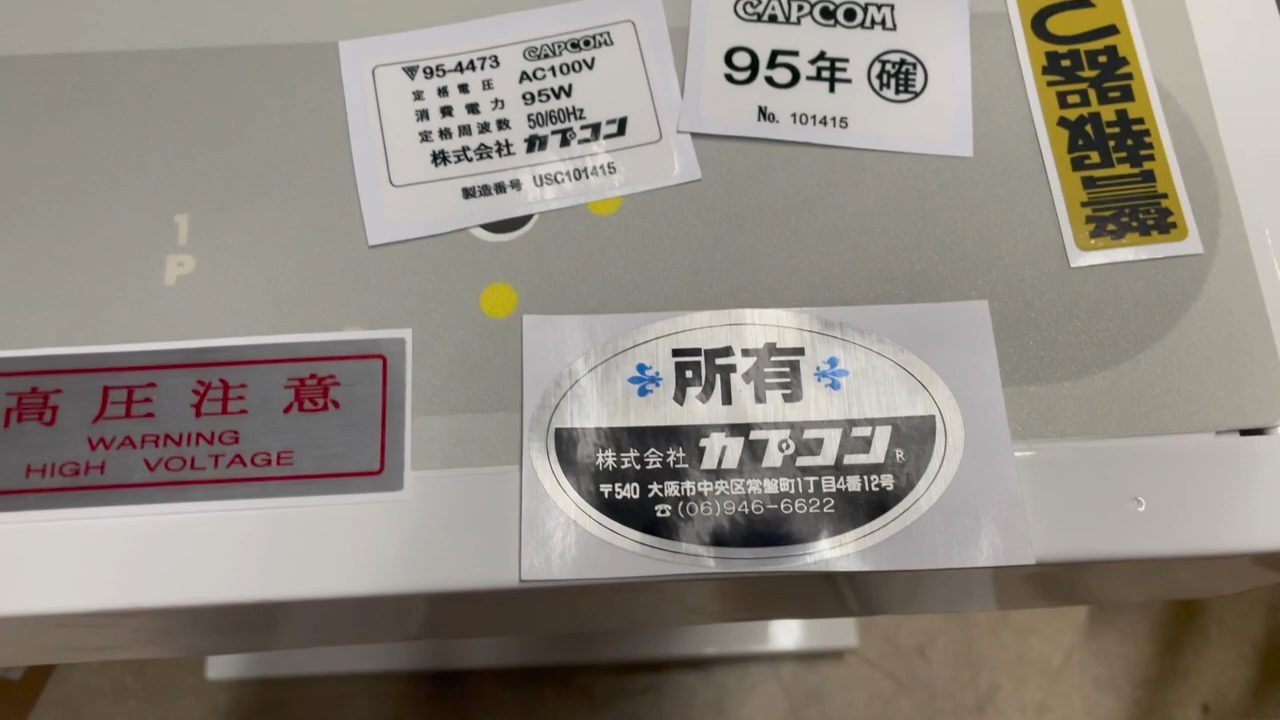 ▽95-4473 CAPCOM
定格電圧 AC100V
消費電力 95W
定格周波数 50/60Hz
株式会社 カプコン
製造番号 USC101415
CAPCOM
95年 確
No. 101415
警報器つ
1
P
高圧注意
WARNING
HIGH VOLTAGE
所有
株式会社 カプコン R
〒540 大阪市中央区常盤町1丁目4番12号
☎(06)946-6622